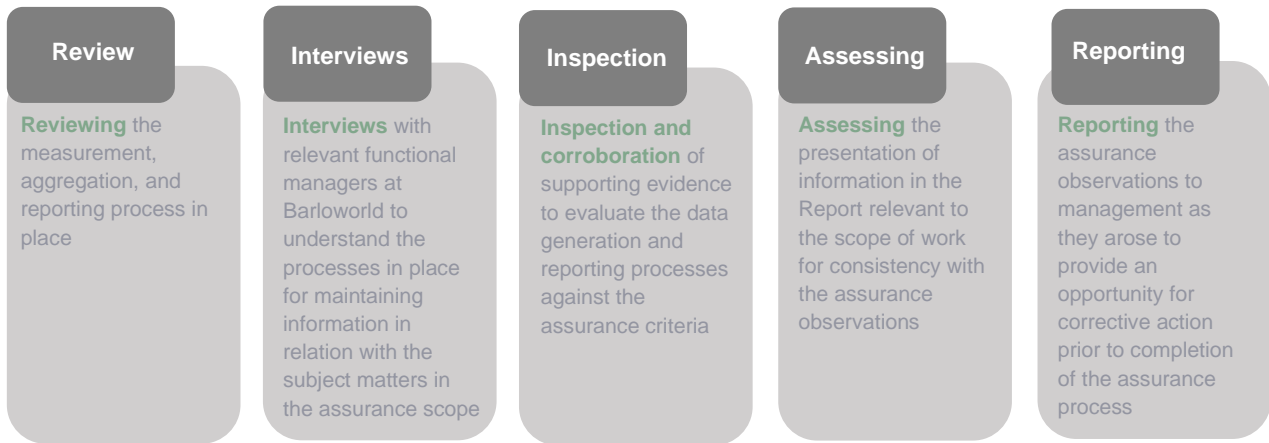 Review
Reviewing the
measurement,
aggregation, and
reporting process in
place
Interviews
Interviews with
relevant functional
managers at
Barloworld to
understand the
processes in place
for maintaining
information in
relation with the
subject matters in
the assurance scope
Inspection
Inspection and
corroboration of
supporting evidence
to evaluate the data
generation and
reporting processes
against the
assurance criteria
Assessing
Assessing the
presentation of
information in the
Report relevant to
the scope of work
for consistency with
the assurance
observations
Reporting
Reporting the
assurance
observations to
management as
they arose to
provide an
opportunity for
corrective action
prior to completion
of the assurance
process